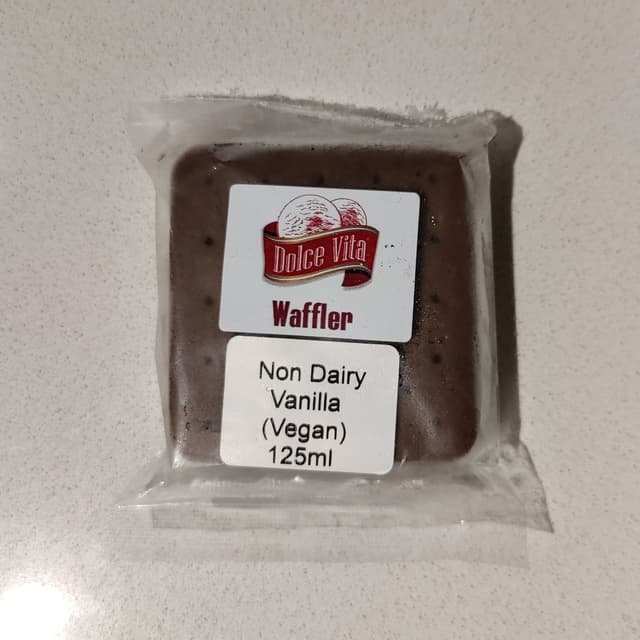 Dolce Vita
Waffler
Non Dairy
Vanilla
(Vegan)
125ml